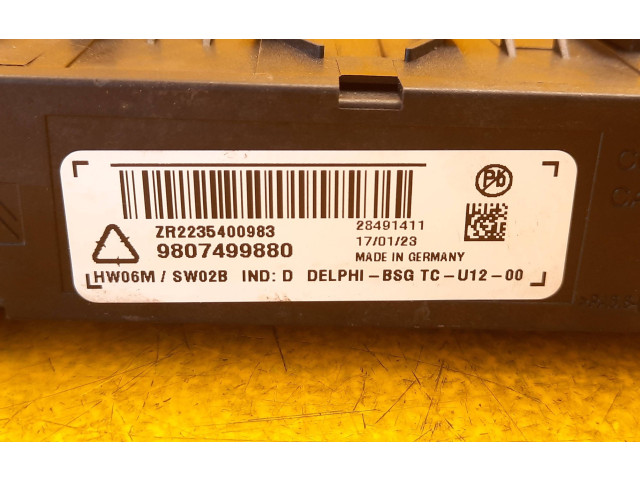 Pb
ZR2235400983
28491411
9807499880
17/01/23
MADE IN GERMANY
HW06M / SW02B IND: D DELPHI-BSG TC-U12-00